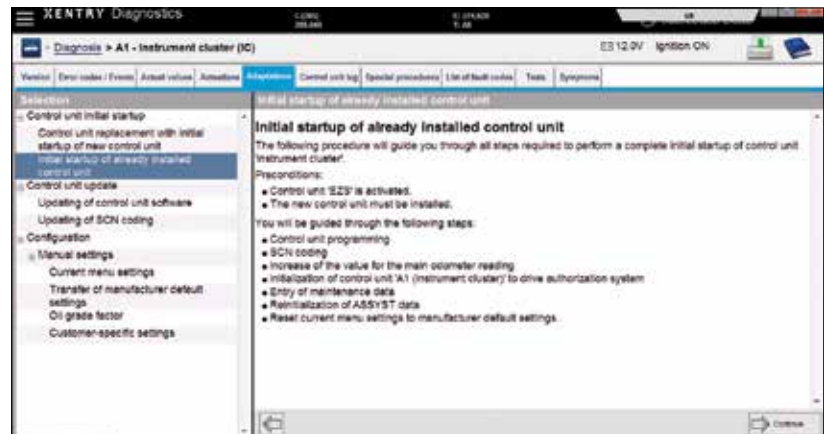 XENTRY Diagnostics
Diagnosis > A1 - Instrument cluster (IC)
12.0V Ignition ON
Version Error codes / Events Actual values Actuations Adaptations Control unit log Special procedures List of fault codes Tests Symptoms
Selection
Initial startup of already installed control unit
Control unit initial startup
Control unit replacement with initial
startup of new control unit
Initial startup of already installed
control unit
Control unit update
Updating of control unit software
Updating of SCN coding
Configuration
Manual settings
Current menu settings
Transfer of manufacturer default
settings
Oil grade factor
Customer-specific settings
Initial startup of already installed control unit
The following procedure will guide you through all steps required to perform a complete initial startup of control unit
'Instrument cluster'.
Preconditions:
• Control unit 'EZS' is activated.
• The new control unit must be installed.
You will be guided through the following steps:
• Control unit programming
• SCN coding
• Increase of the value for the main odometer reading
• Initialization of control unit 'A1 (Instrument cluster)' to drive authorization system
• Entry of maintenance data
• Reinitialization of ASSYST data
• Reset current menu settings to manufacturer default settings.
Continue